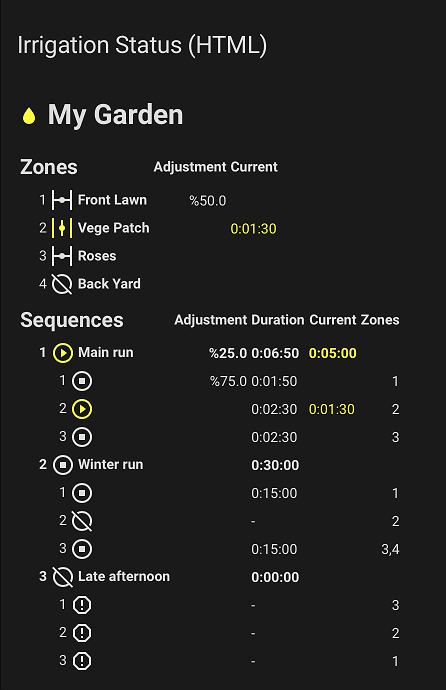 Irrigation Status (HTML)
My Garden
Zones Adjustment Current
1 Front Lawn %50.0
2 Vege Patch 0:01:30
3 Roses
4 Back Yard
Sequences Adjustment Duration Current Zones
1 Main run %25.0 0:06:50 0:05:00
1 %75.0 0:01:50 1
2 0:02:30 0:01:30 2
3 0:02:30 3
2 Winter run 0:30:00
1 0:15:00 1
2 - 2
3 0:15:00 3,4
3 Late afternoon 0:00:00
1 - 3
2 - 2
3 - 1